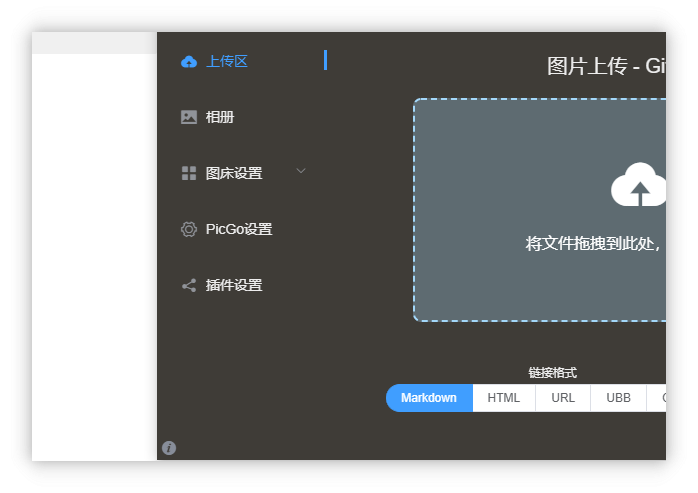 上传区
相册
图床设置
PicGo设置
插件设置
图片上传 - Gi
将文件拖拽到此处，
链接格式
Markdown
HTML
URL
UBB